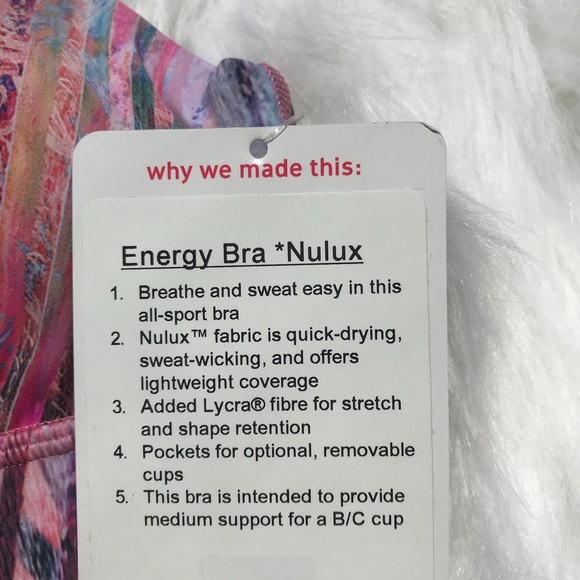 why we made this:
Energy Bra *Nulux
1. Breathe and sweat easy in this
all-sport bra
2. Nulux™ fabric is quick-drying,
sweat-wicking, and offers
lightweight coverage
3. Added Lycra® fibre for stretch
and shape retention
4. Pockets for optional, removable
cups
5. This bra is intended to provide
medium support for a B/C cup